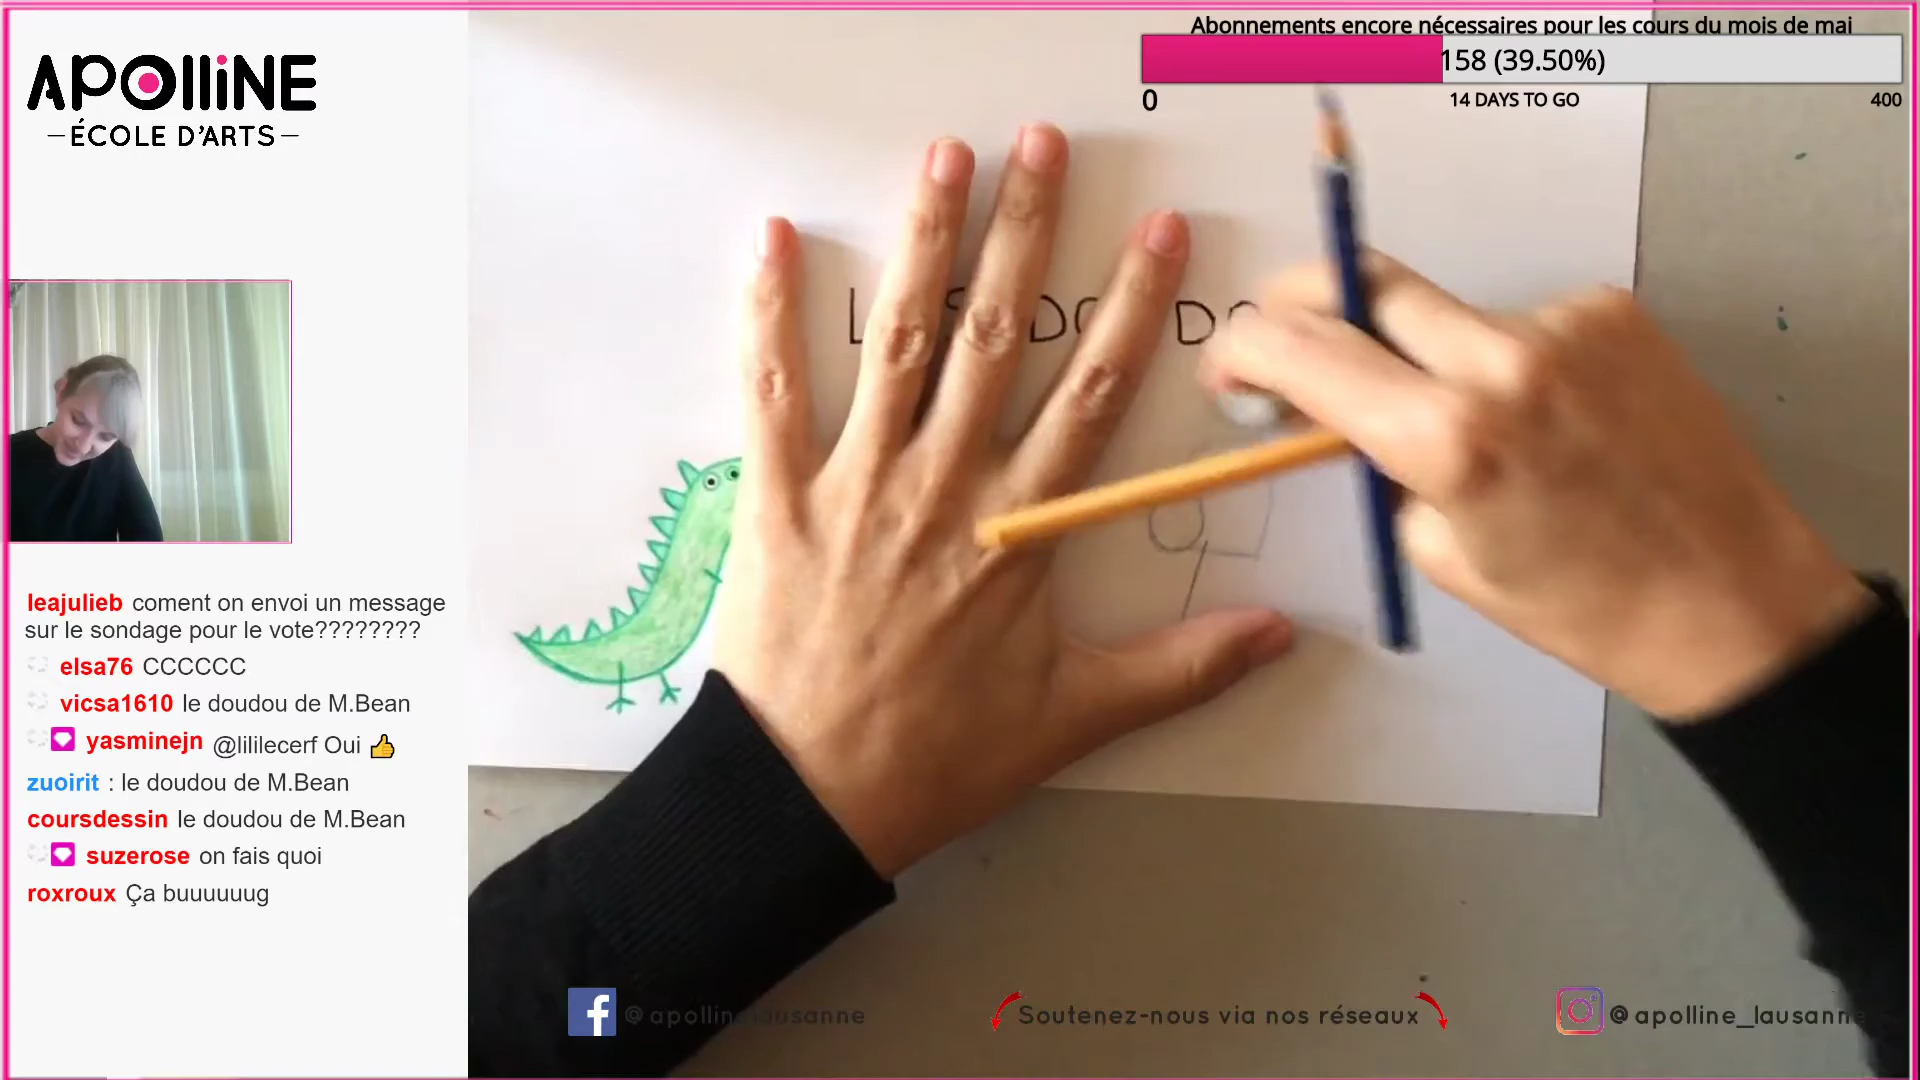 APOLLINE
ÉCOLE D'ARTS
Abonnements encore nécessaires pour les cours du mois de mai
158 (39.50%)
0
14 DAYS TO GO
400
leajulieb coment on envoi un message
sur le sondage pour le vote????????
elsa76 CCCCCC
vicsa1610 le doudou de M.Bean
yasminejn @lililecerf Oui 👍
zuoirit : le doudou de M.Bean
coursdessin le doudou de M.Bean
suzerose on fais quoi
roxroux Ça buuuuuug
@apollinelausanne
Soutenez-nous via nos réseaux
@apolline_lausanne